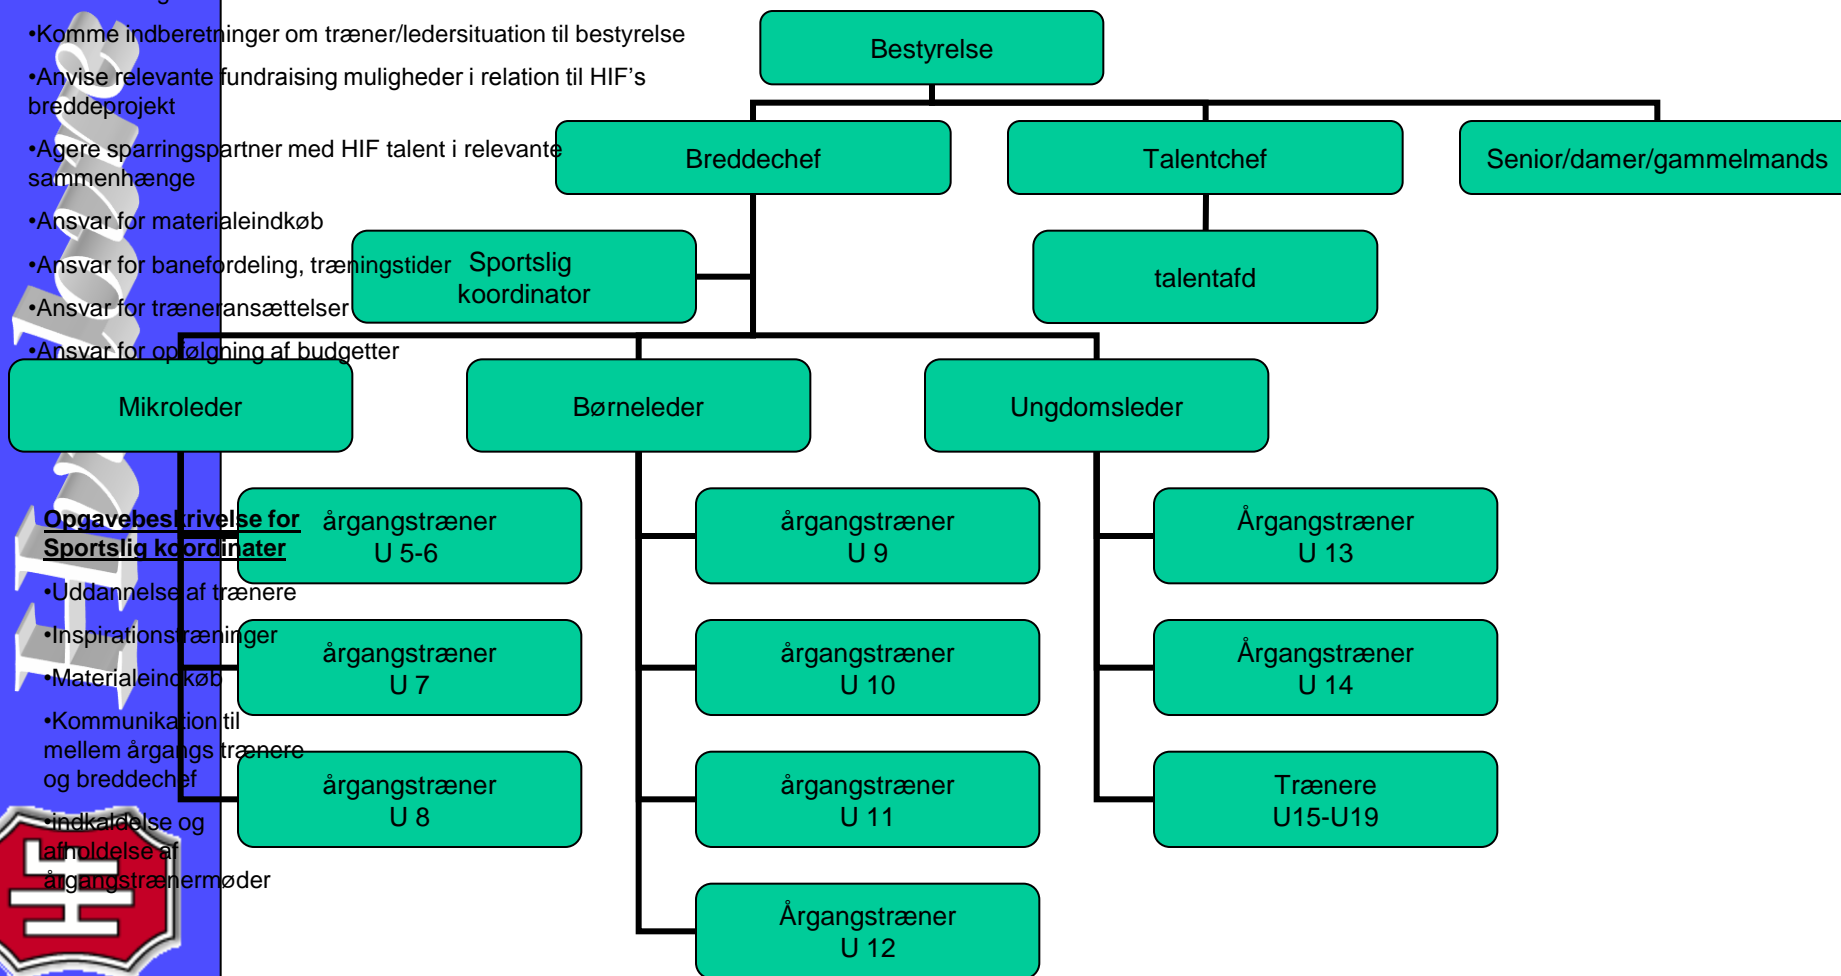 •Komme indberetninger om træner/ledersituation til bestyrelse
•Anvise relevante fundraising muligheder i relation til HIF's
breddeprojekt
•Agere sparringspartner med HIF talent i relevante
sammenhænge
•Ansvar for materialeindkøb
•Ansvar for banefordeling, træningstider
•Ansvar for træneransættelser
•Ansvar for opfølgning af budgetter
Bestyrelse
Breddechef
Talentchef
Senior/damer/gammelmands
Sportslig
koordinator
talentafd
Mikroleder
Børneleder
Ungdomsleder
Opgavebeskrivelse for
Sportslig koordinater
•Uddannelse af trænere
•Inspirationstræninger
•Materialeindkøb
•Kommunikation til
mellem årgangs trænere
og breddechef
•indkaldelse og
afholdelse af
årgangstrænermøder
årgangstræner
U 5-6
årgangstræner
U 7
årgangstræner
U 8
årgangstræner
U 9
årgangstræner
U 10
årgangstræner
U 11
Årgangstræner
U 12
Årgangstræner
U 13
Årgangstræner
U 14
Trænere
U15-U19
HIF